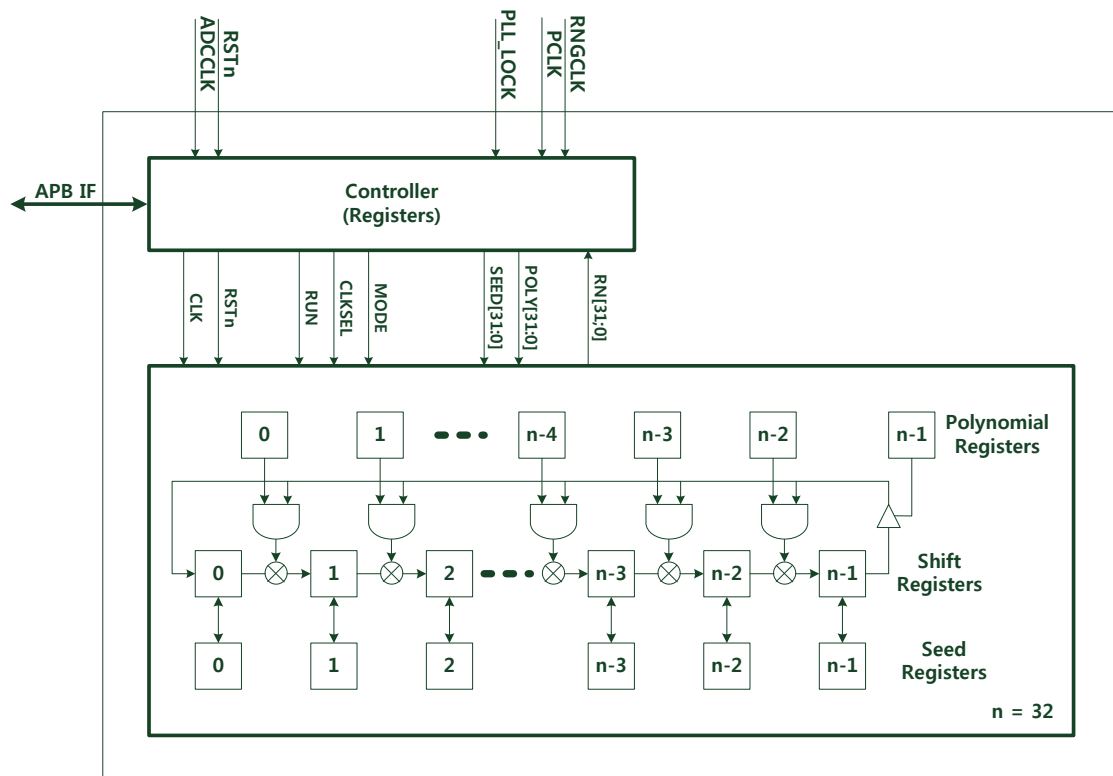 ADCCLK
RSTn
PLL_LOCK
PCLK
RNGCLK
APB IF
Controller
(Registers)
CLK
RSTn
RUN
CLKSEL
MODE
SEED[31:0]
POLY[31:0]
RN[31;0]
0
1
n-4
n-3
n-2
n-1
Polynomial
Registers
0
1
2
n-3
n-2
n-1
Shift
Registers
0
1
2
n-3
n-2
n-1
Seed
Registers
n = 32